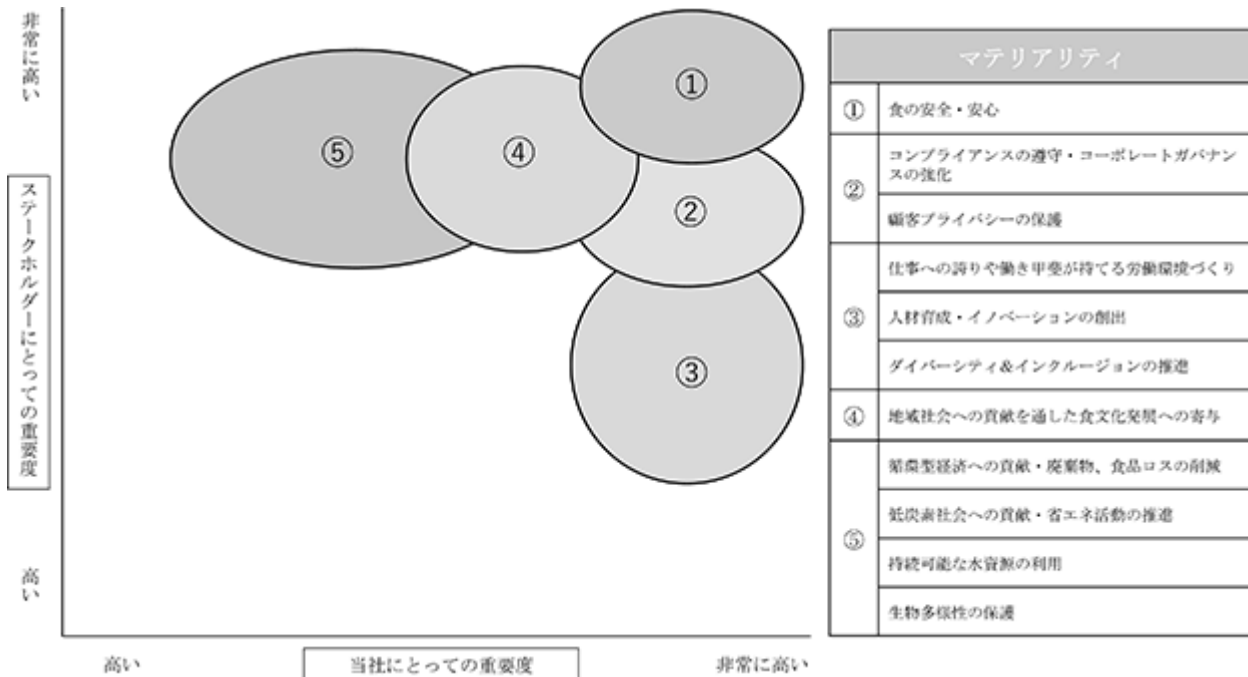 非常に高い
ステークホルダーにとっての重要度
高い
①
②
③
④
⑤
高い
当社にとっての重要度
非常に高い
マテリアリティ
①
食の安全・安心
②
コンプライアンスの遵守・コーポレートガバナン
スの強化
顧客プライバシーの保護
③
仕事への誇りや働き甲斐が持てる労働環境づくり
人材育成・イノベーションの創出
ダイバーシティ&インクルージョンの推進
④
地域社会への貢献を通した食文化発展への寄与
⑤
循環型経済への貢献・廃棄物、食品ロスの削減
低炭素社会への貢献・省エネ活動の推進
持続可能な水資源の利用
生物多様性の保護